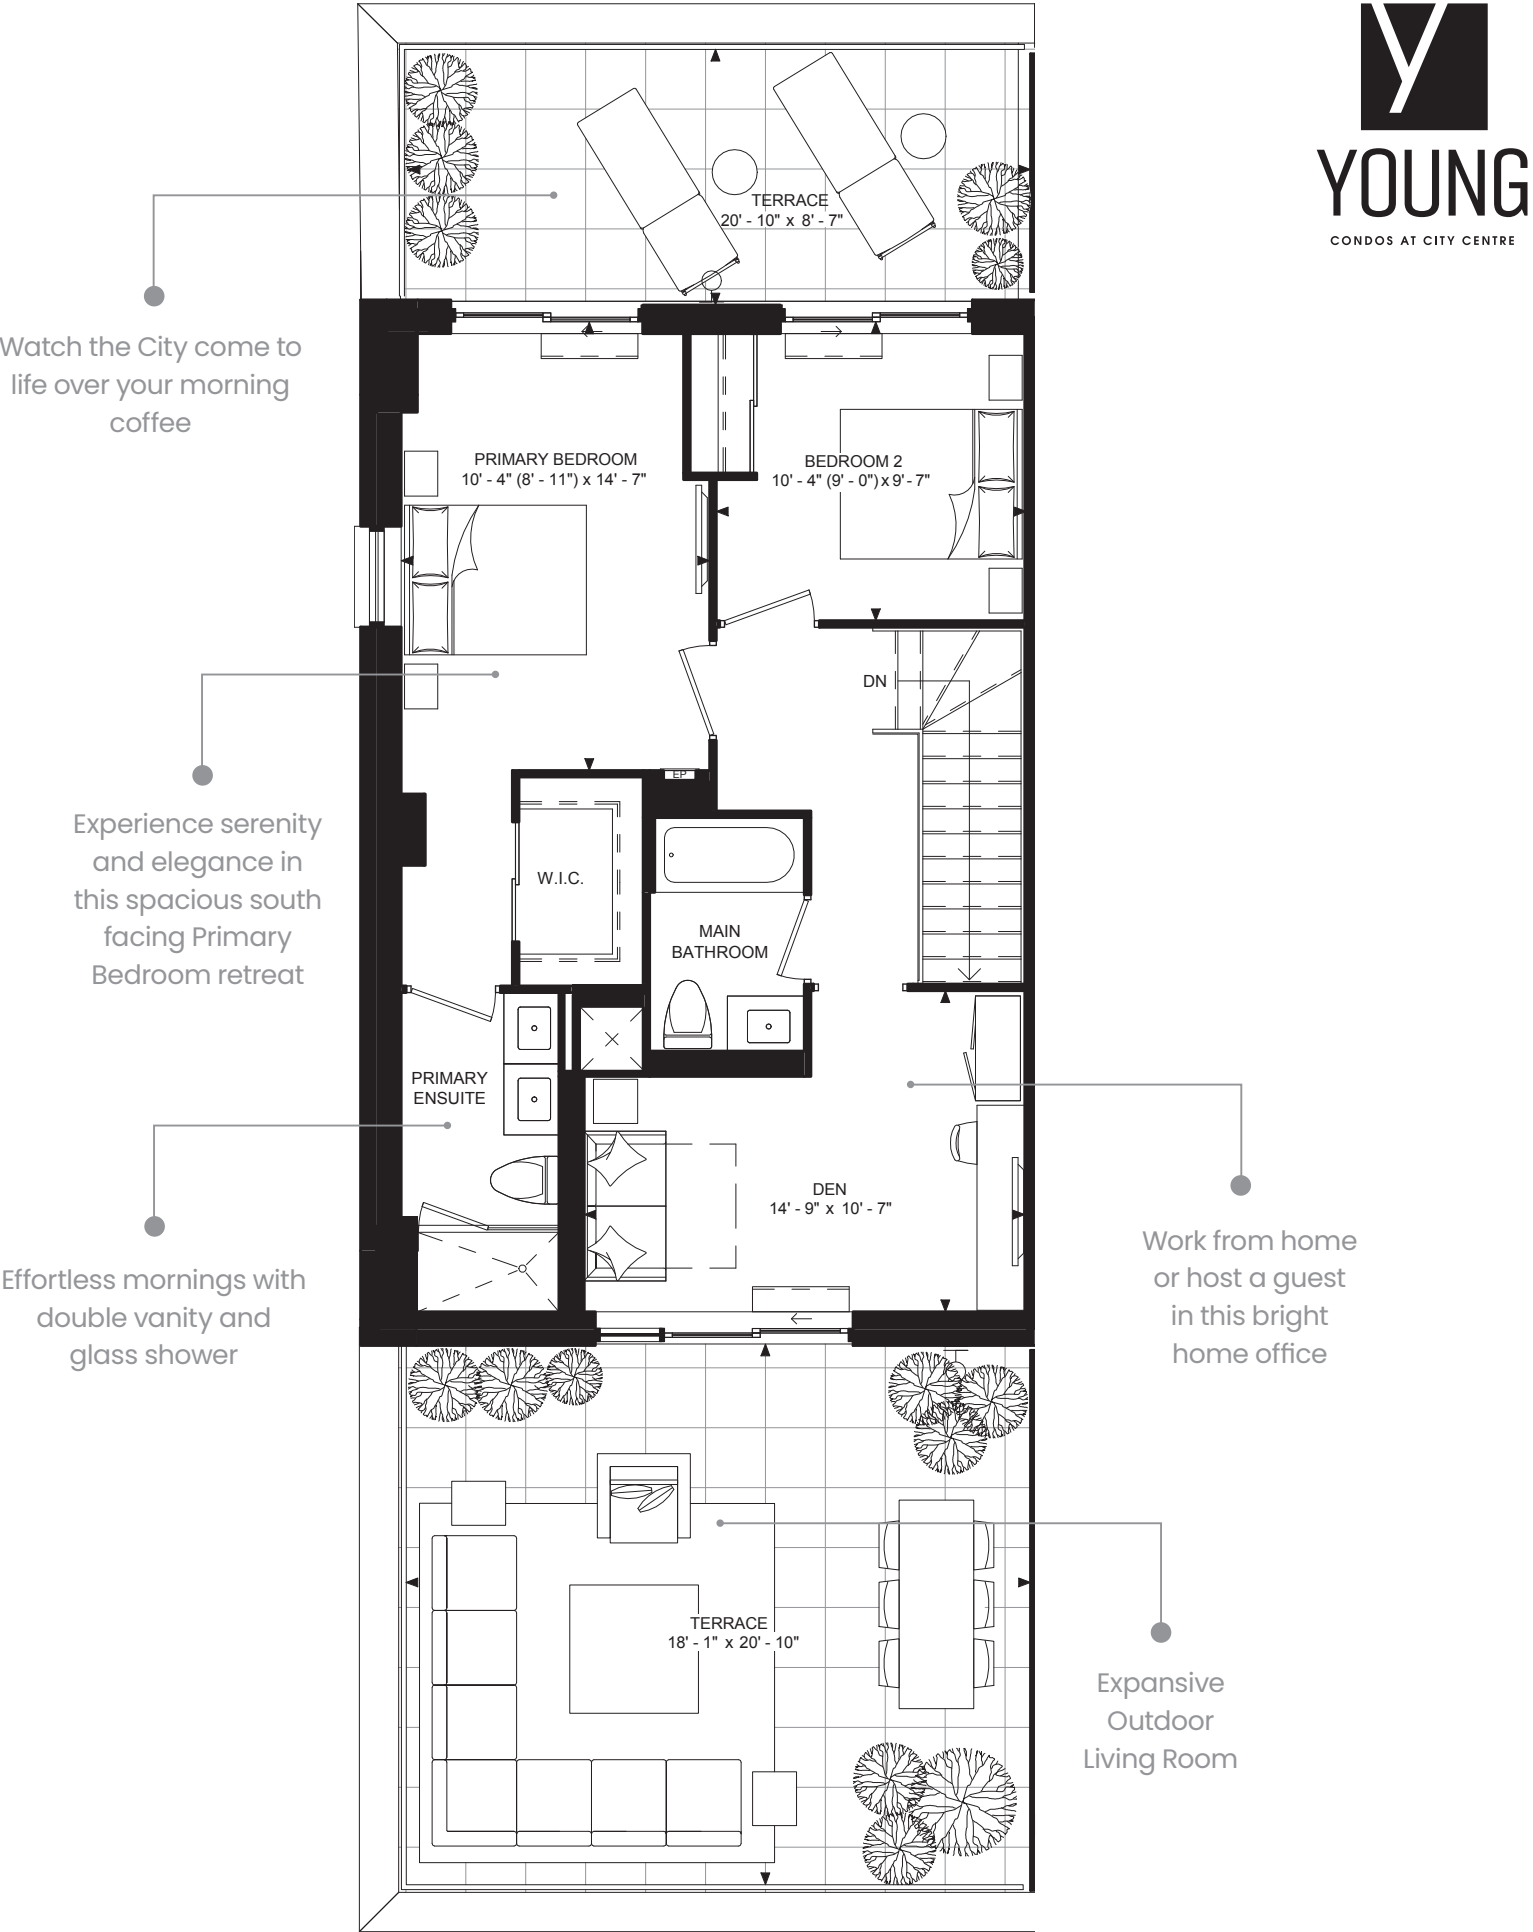 y
YOUNG
CONDOS AT CITY CENTRE
TERRACE
20' - 10" x 8' - 7"
Watch the City come to
life over your morning
coffee
PRIMARY BEDROOM
10' - 4" (8' - 11") x 14' - 7"
BEDROOM 2
10' - 4" (9' - 0") x 9' - 7"
DN
EP
Experience serenity
and elegance in
this spacious south
facing Primary
Bedroom retreat
W.I.C.
MAIN
BATHROOM
PRIMARY
ENSUITE
DEN
14' - 9" x 10' - 7"
Effortless mornings with
double vanity and
glass shower
Work from home
or host a guest
in this bright
home office
TERRACE
18' - 1" x 20' - 10"
Expansive
Outdoor
Living Room